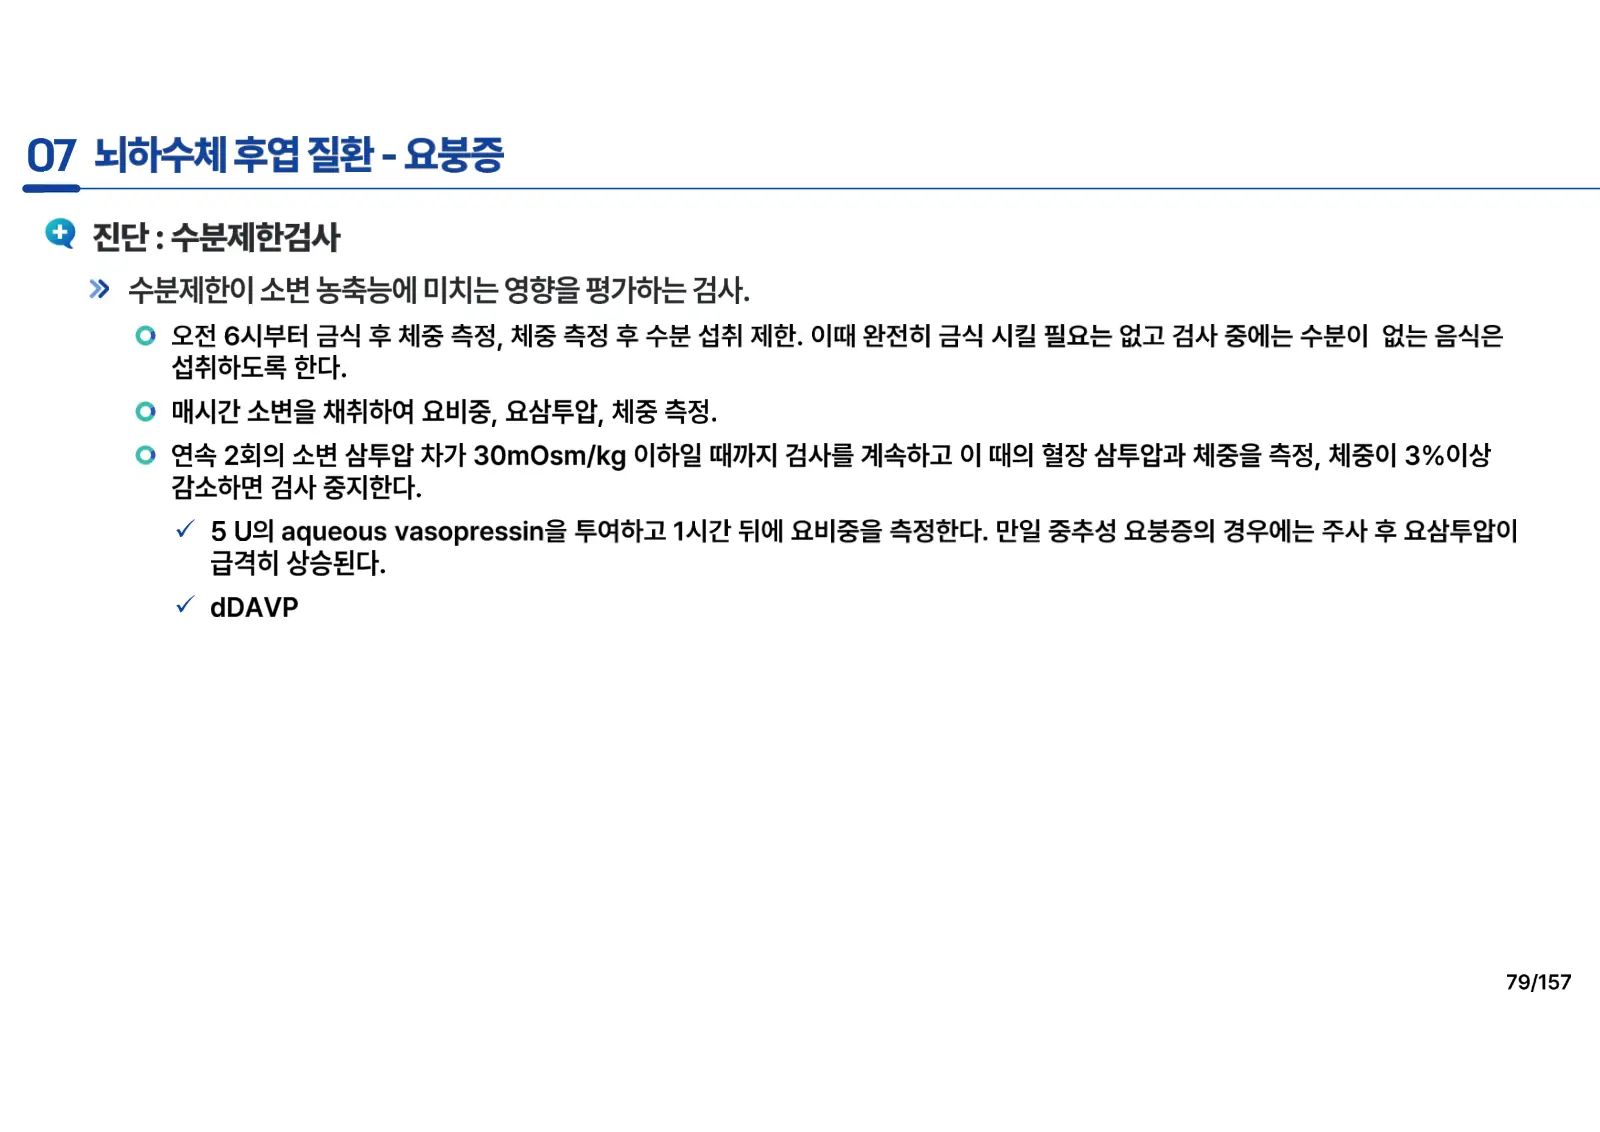 07 뇌하수체 후엽 질환 - 요붕증
진단 : 수분제한검사
수분제한이 소변 농축능에 미치는 영향을 평가하는 검사.
오전 6시부터 금식 후 체중 측정, 체중 측정 후 수분 섭취 제한. 이때 완전히 금식 시킬 필요는 없고 검사 중에는 수분이 없는 음식은
섭취하도록 한다.
매시간 소변을 채취하여 요비중, 요삼투압, 체중 측정.
연속 2회의 소변 삼투압 차가 30mOsm/kg 이하일 때까지 검사를 계속하고 이 때의 혈장 삼투압과 체중을 측정, 체중이 3%이상
감소하면 검사 중지한다.
5 U의 aqueous vasopressin을 투여하고 1시간 뒤에 요비중을 측정한다. 만일 중추성 요붕증의 경우에는 주사 후 요삼투압이
급격히 상승된다.
dDAVP
79/157